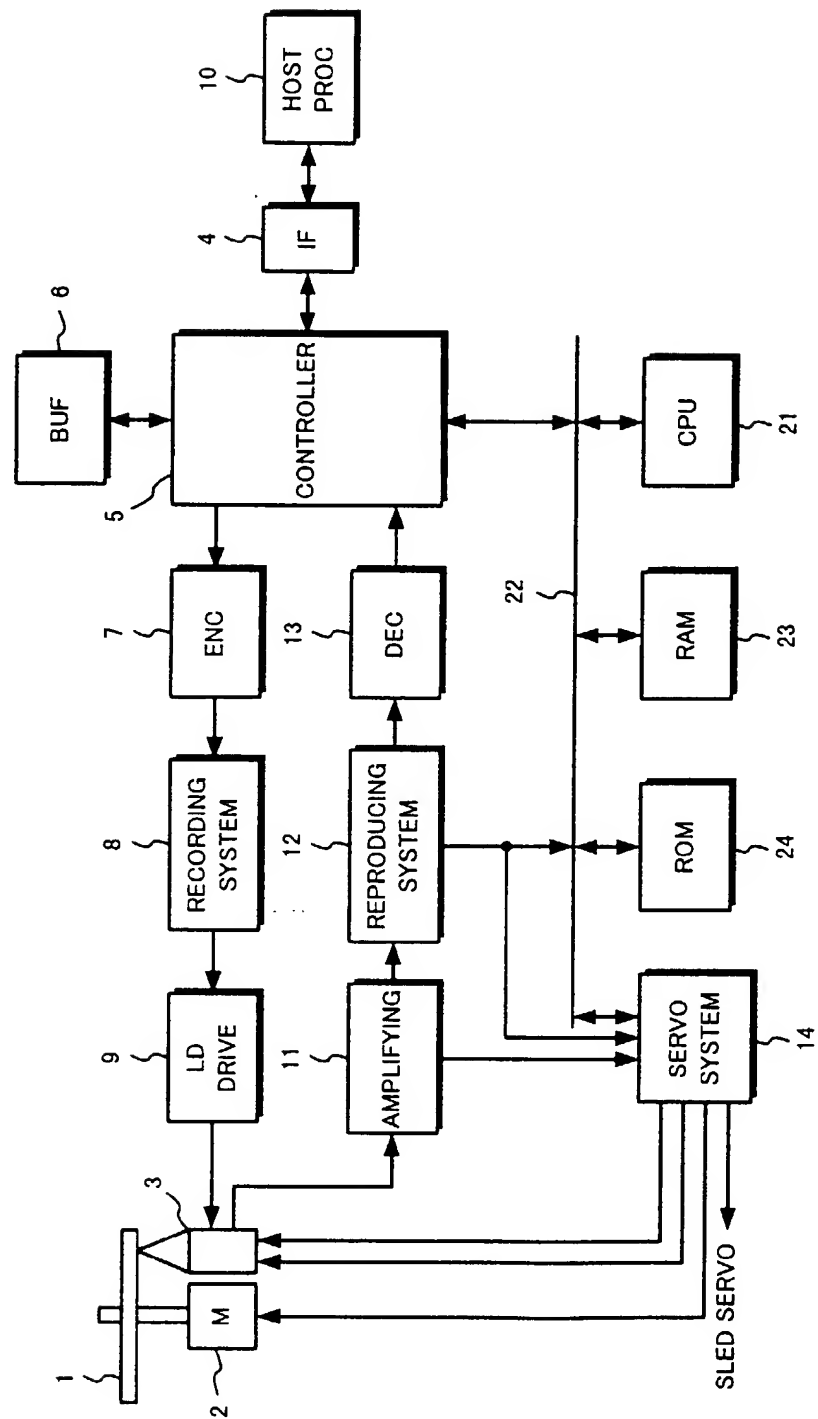 6
BUF
5
CONTROLLER
4
IF
10
HOST
PROC
7
ENC
8
RECORDING
SYSTEM
9
LD
DRIVE
3
1
M
2
13
DEC
12
REPRODUCING
SYSTEM
11
AMPLIFYING
22
CPU
21
RAM
23
ROM
24
SERVO
SYSTEM
14
SLED SERVO